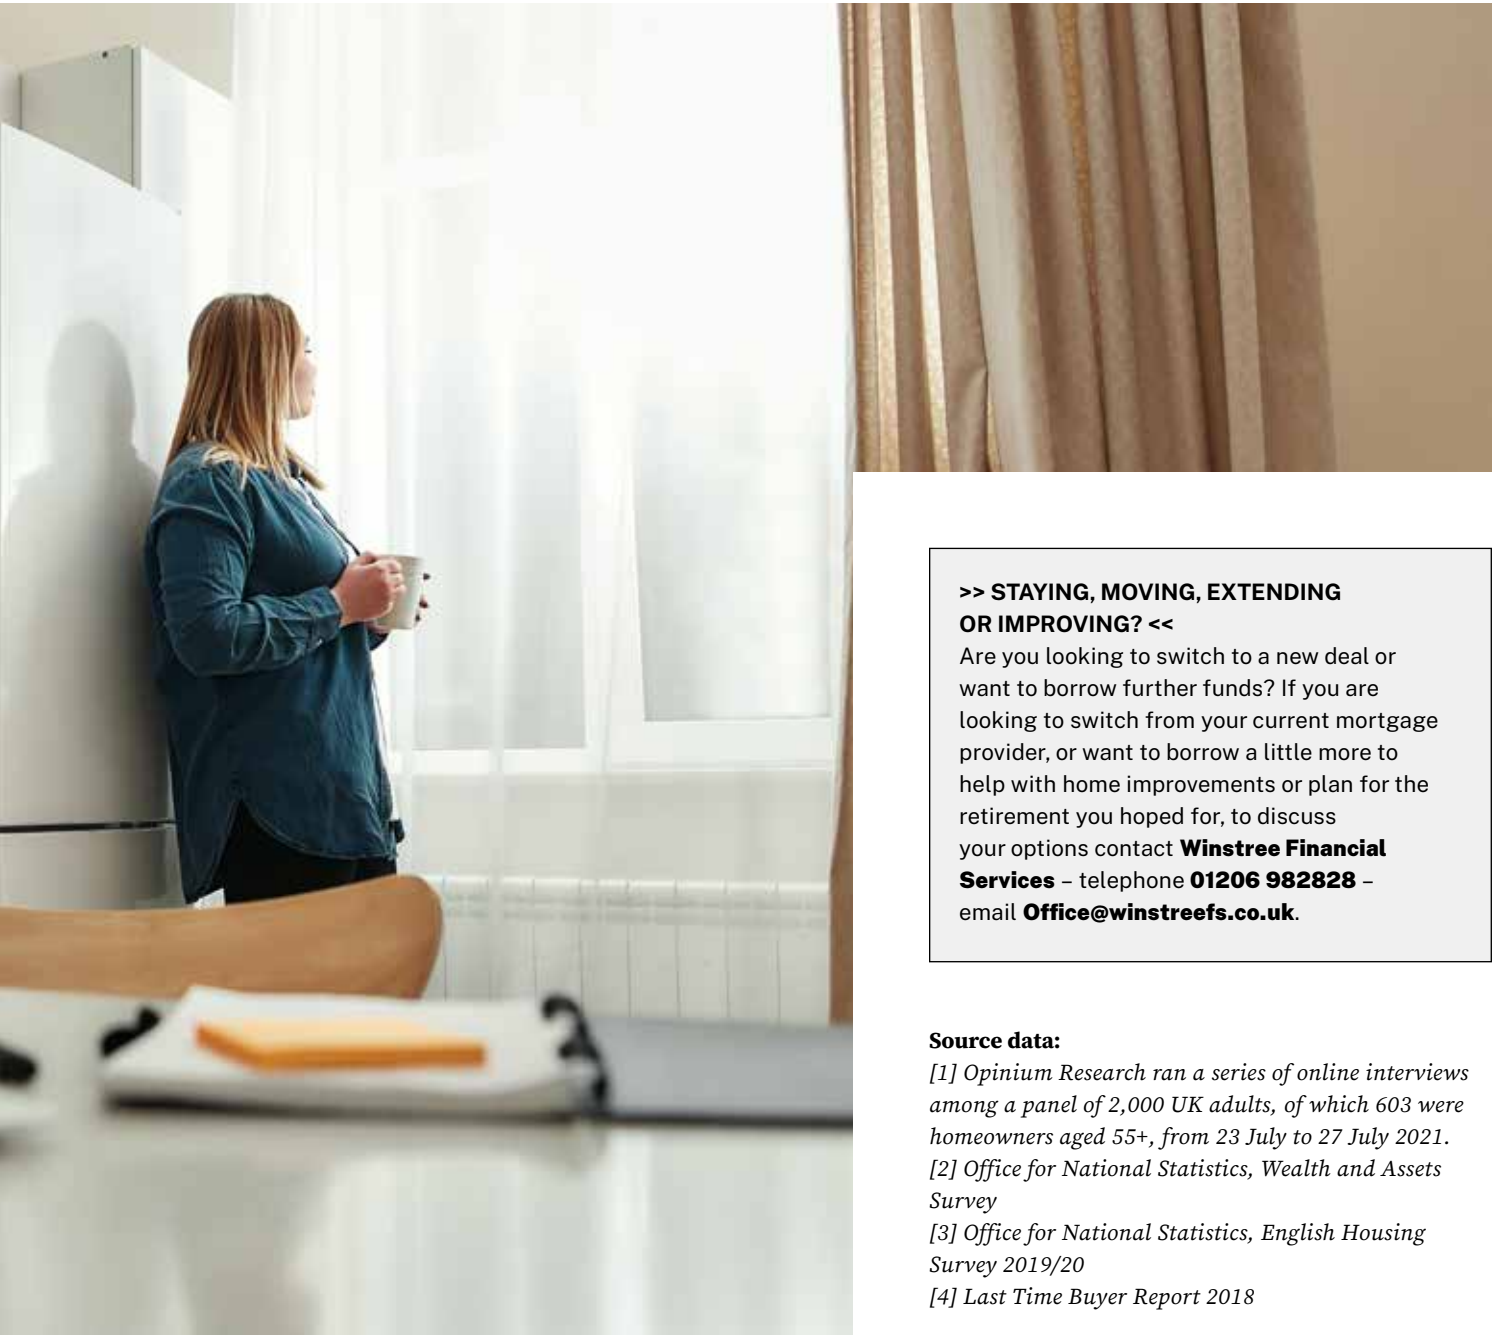 >> STAYING, MOVING, EXTENDING
OR IMPROVING? <<
Are you looking to switch to a new deal or
want to borrow further funds? If you are
looking to switch from your current mortgage
provider, or want to borrow a little more to
help with home improvements or plan for the
retirement you hoped for, to discuss
your options contact Winstree Financial
Services – telephone 01206 982828 –
email Office@winstreefs.co.uk.
Source data:
[1] Opinium Research ran a series of online interviews
among a panel of 2,000 UK adults, of which 603 were
homeowners aged 55+, from 23 July to 27 July 2021.
[2] Office for National Statistics, Wealth and Assets
Survey
[3] Office for National Statistics, English Housing
Survey 2019/20
[4] Last Time Buyer Report 2018